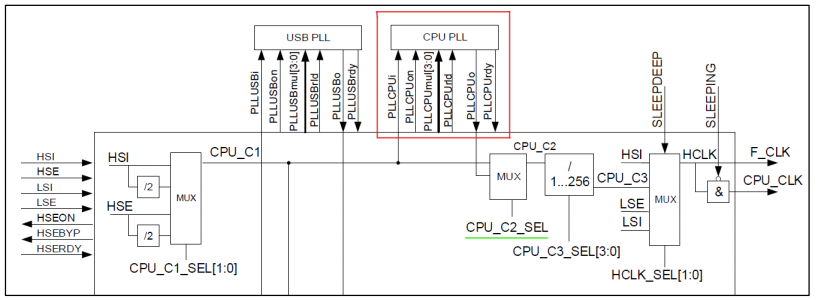 USB PLL
CPU PLL
PLLUSBi
PLLUSBon
PLLUSBmul[3:0]
PLLUSBrld
PLLUSBo
PLLUSBrdy
PLLCPUi
PLLCPUon
PLLCPUmul[3:0]
PLLCPUrld
PLLCPUo
PLLCPUrdy
SLEEPDEEP
SLEEPING
HSI
HSE
LSI
LSE
HSEON
HSEBYP
HSERDY
HSI
/2
HSE
/2
MUX
CPU_C1
CPU_C1_SEL[1:0]
MUX
CPU_C2
CPU_C2_SEL
/
1...256
CPU_C3
CPU_C3_SEL[3:0]
HSI
LSE
LSI
MUX
HCLK
HCLK_SEL[1:0]
&
F_CLK
CPU_CLK